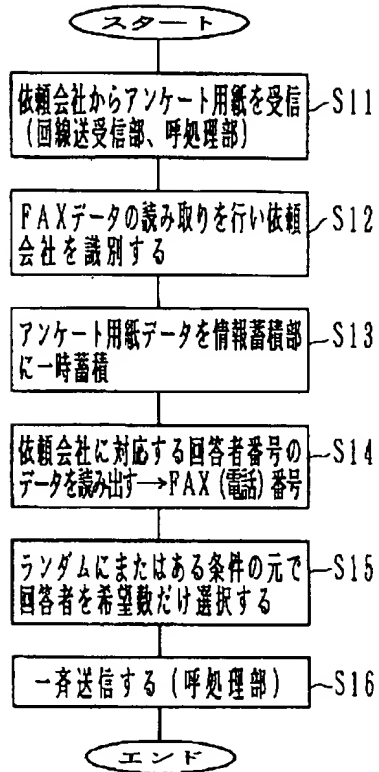 スタート
依頼会社からアンケート用紙を受信
(回線送受信部、呼処理部)
S11
FAXデータの読み取りを行い依頼
会社を識別する
S12
アンケート用紙データを情報蓄積部
に一時蓄積
S13
依頼会社に対応する回答者番号の
データを読み出す→FAX(電話)番号
S14
ランダムにまたはある条件の元で
回答者を希望数だけ選択する
S15
一斉送信する(呼処理部)
S16
エンド